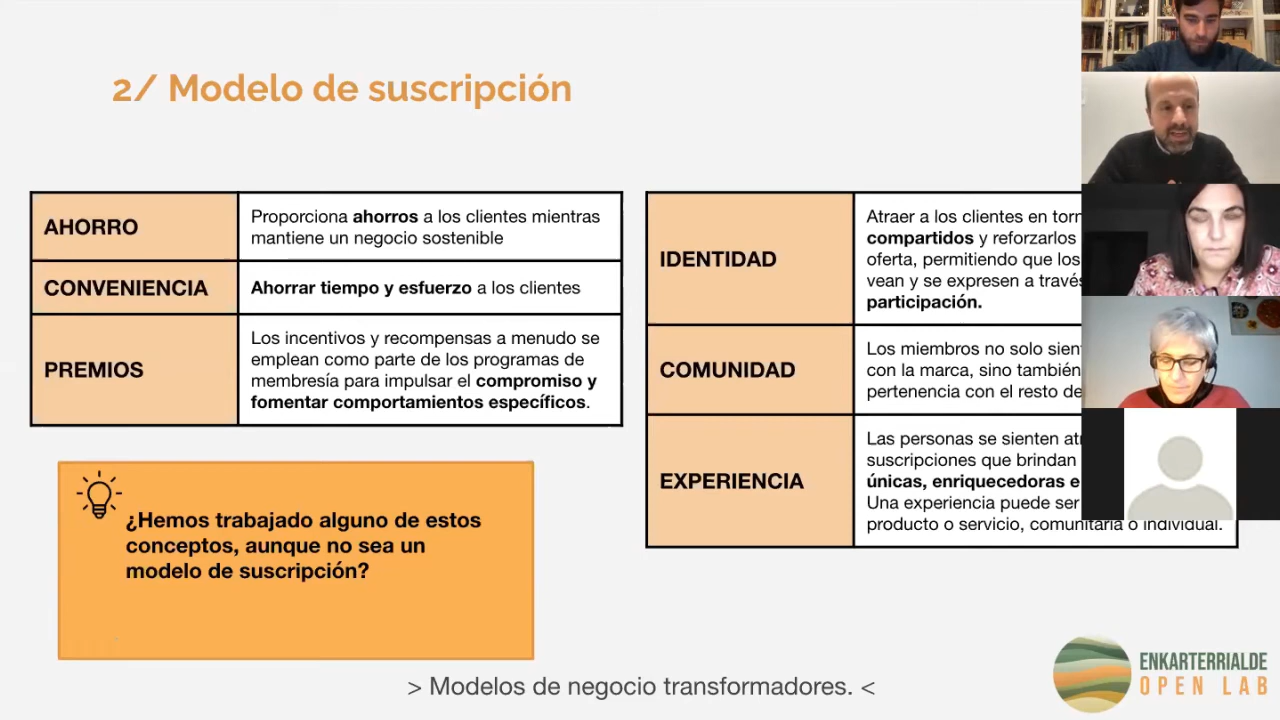 2/ Modelo de suscripción
AHORRO
Proporciona ahorros a los clientes mientras
mantiene un negocio sostenible
CONVENIENCIA
Ahorrar tiempo y esfuerzo a los clientes
PREMIOS
Los incentivos y recompensas a menudo se
emplean como parte de los programas de
membresía para impulsar el compromiso y
fomentar comportamientos específicos.
IDENTIDAD
Atraer a los clientes en
compartidos y reforzarlos
oferta, permitiendo que los
vean y se expresen a través
participación.
COMUNIDAD
Los miembros no solo
con la marca, sino también
pertenencia con el resto de
EXPERIENCIA
Las personas se sienten
suscripciones que brindan
únicas, enriquecedoras e
Una experiencia puede ser
producto o servicio, comunitaria o individual.
¿Hemos trabajado alguno de estos
conceptos, aunque no sea un
modelo de suscripción?
> Modelos de negocio transformadores. <
ENKARTERRIALDE
OPEN LAB